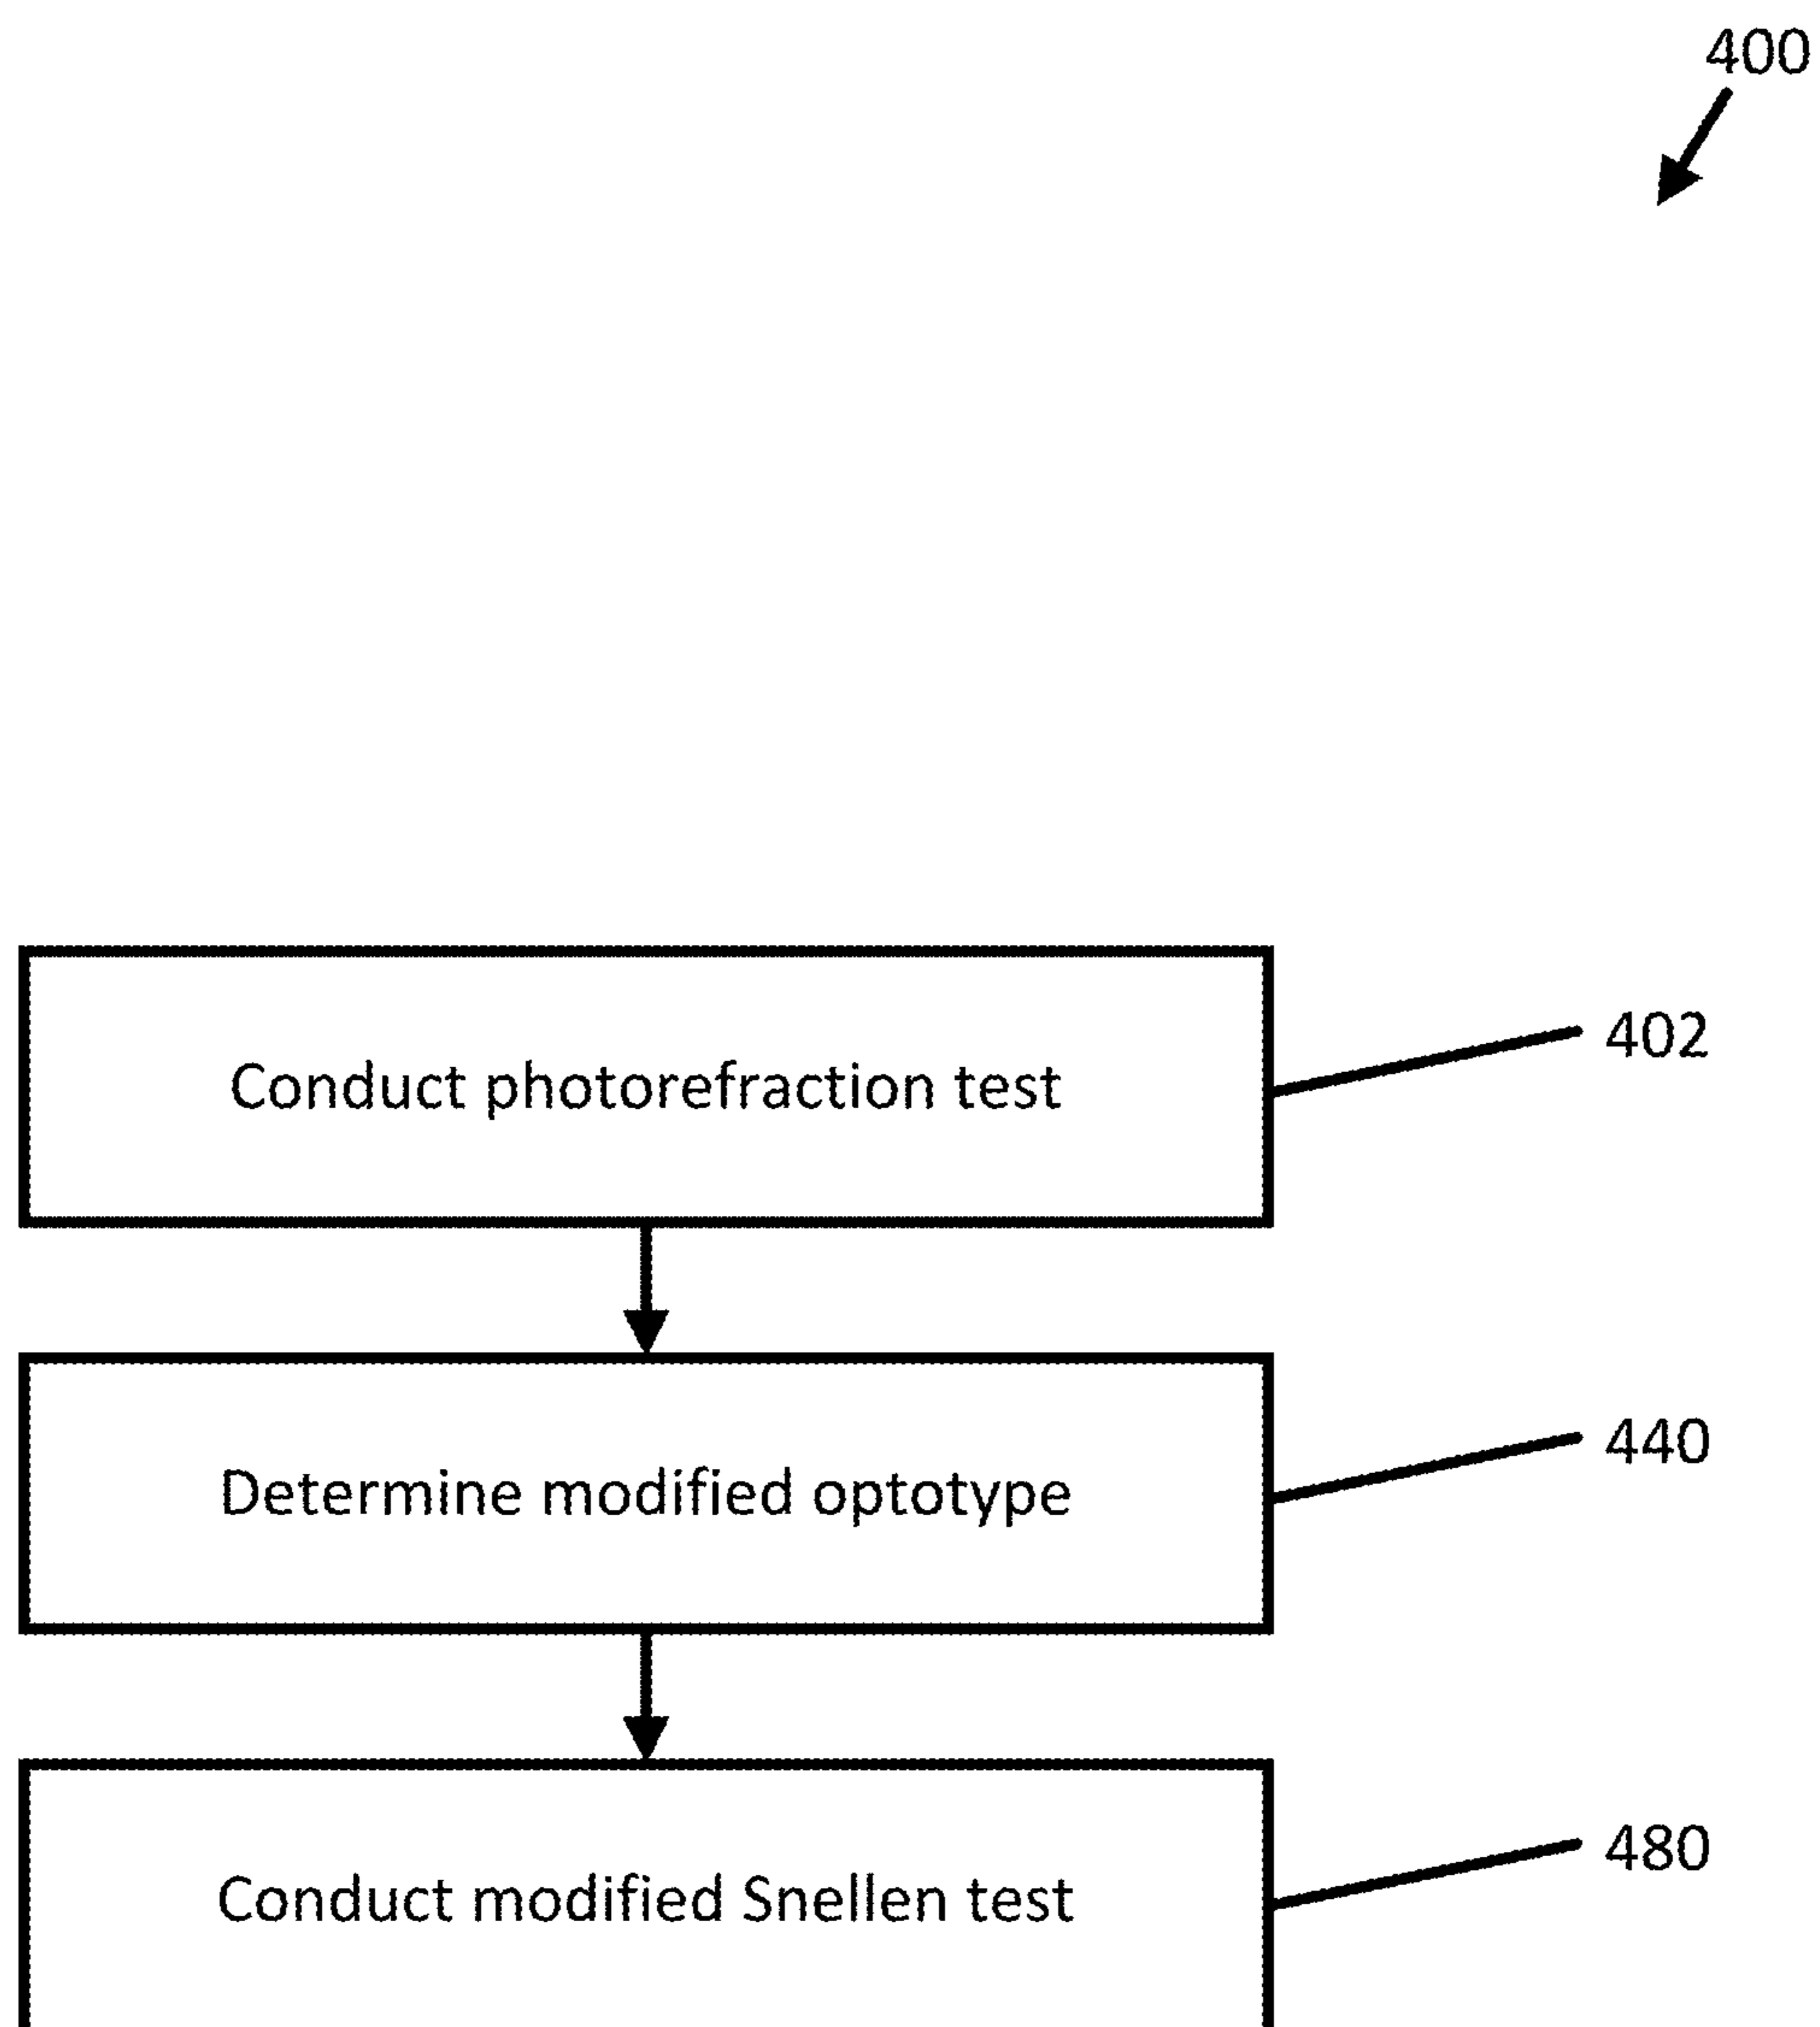 400
Conduct photorefraction test
402
Determine modified optotype
440
Conduct modified Snellen test
480